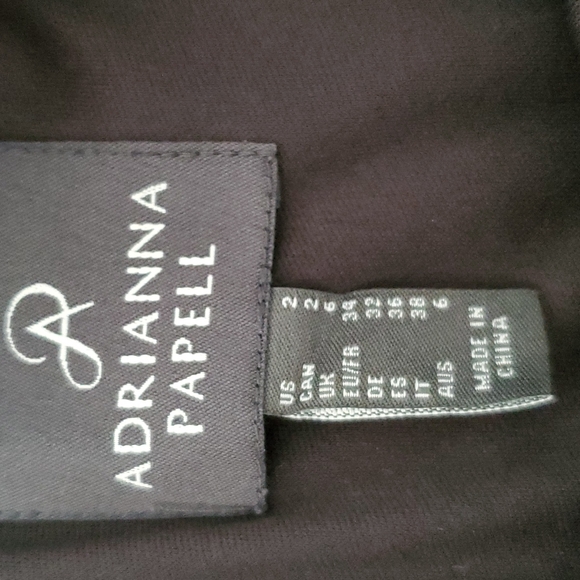 ADRIANNA
PAPELL
US 2
CAN 2
UK 6
EU/FR 34
DE 32
ES 36
IT 38
AUS 6
MADE IN
CHINA